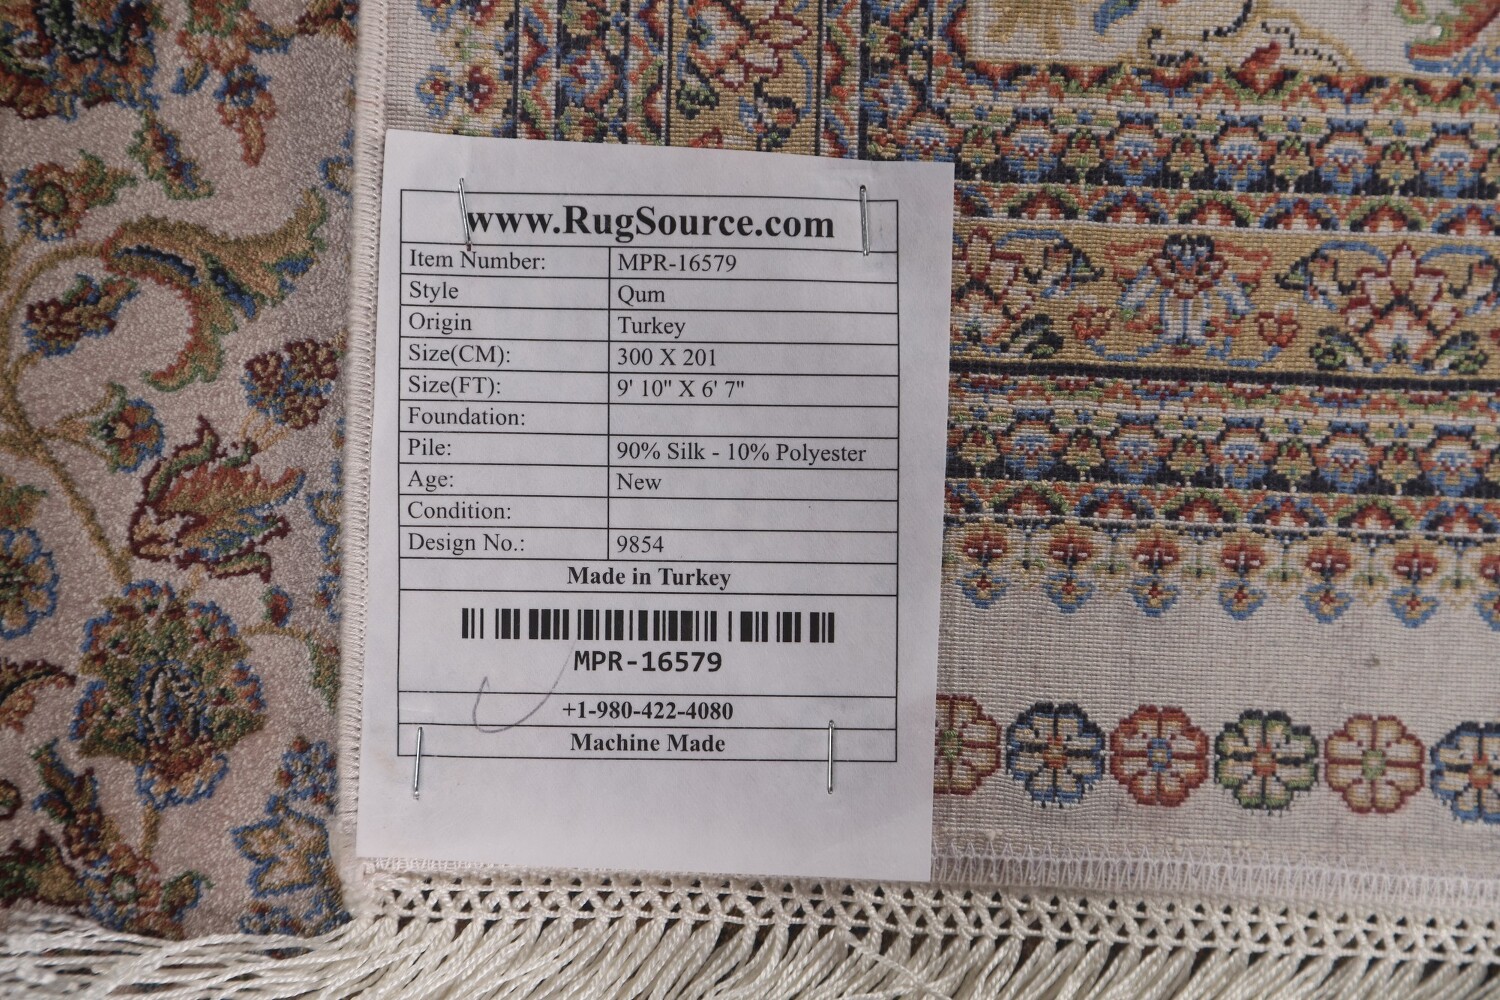 www.RugSource.com
Item Number: MPR-16579
Style Qum
Origin Turkey
Size(CM): 300 X 201
Size(FT): 9' 10" X 6' 7"
Foundation:
Pile: 90% Silk - 10% Polyester
Age: New
Condition:
Design No.: 9854
Made in Turkey
MPR-16579
+1-980-422-4080
Machine Made